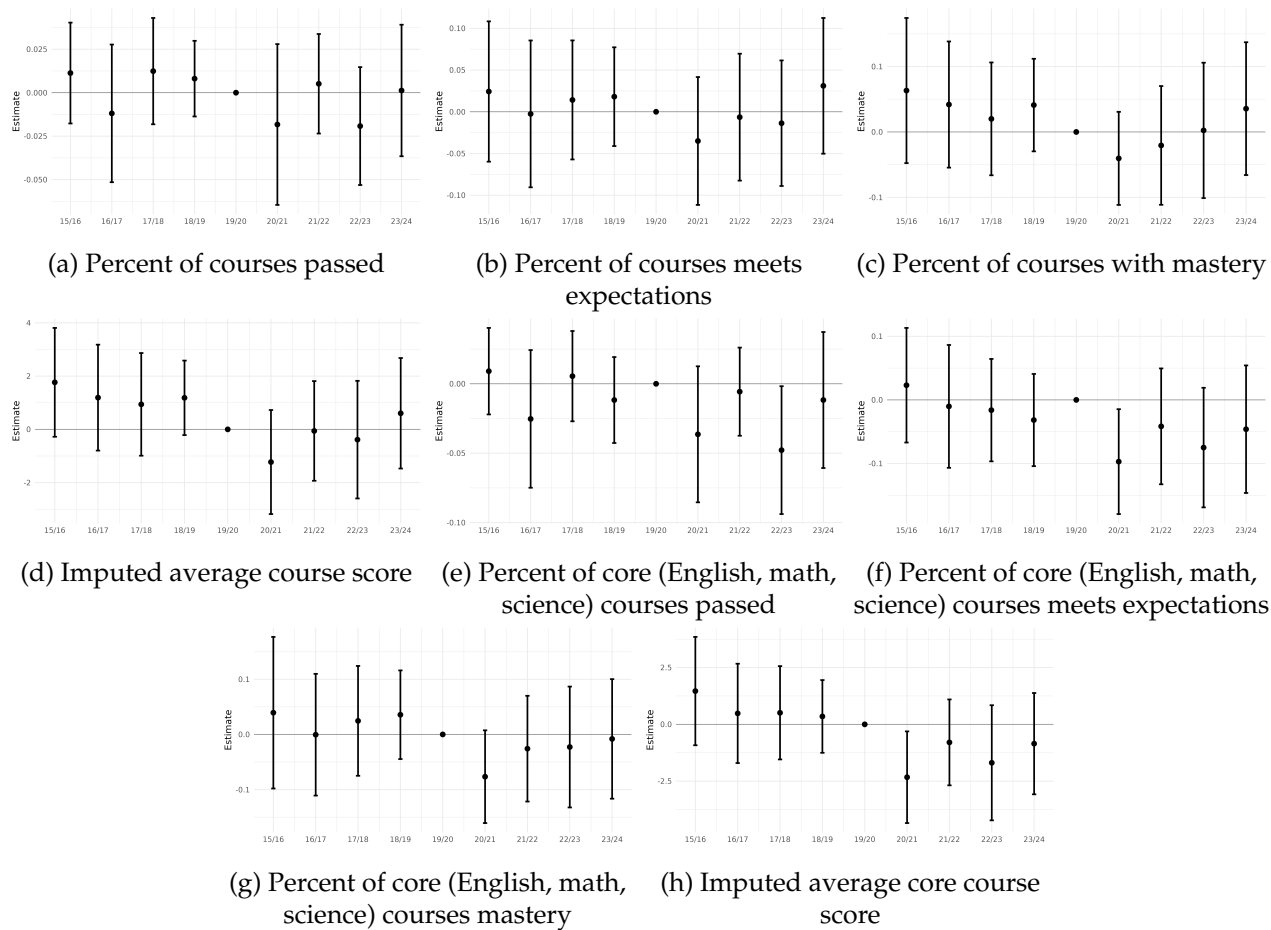 Estimate
0.025
0.000
-0.025
-0.050
15/16 16/17 17/18 18/19 19/20 20/21 21/22 22/23 23/24
(a) Percent of courses passed
Estimate
0.10
0.05
0.00
-0.05
-0.10
15/16 16/17 17/18 18/19 19/20 20/21 21/22 22/23 23/24
(b) Percent of courses meets
expectations
Estimate
0.1
0.0
-0.1
15/16 16/17 17/18 18/19 19/20 20/21 21/22 22/23 23/24
(c) Percent of courses with mastery
Estimate
4
2
0
-2
15/16 16/17 17/18 18/19 19/20 20/21 21/22 22/23 23/24
(d) Imputed average course score
Estimate
0.00
-0.05
-0.10
15/16 16/17 17/18 18/19 19/20 20/21 21/22 22/23 23/24
(e) Percent of core (English, math,
science) courses passed
Estimate
0.1
0.0
-0.1
15/16 16/17 17/18 18/19 19/20 20/21 21/22 22/23 23/24
(f) Percent of core (English, math,
science) courses meets expectations
Estimate
0.1
0.0
-0.1
15/16 16/17 17/18 18/19 19/20 20/21 21/22 22/23 23/24
(g) Percent of core (English, math,
science) courses mastery
Estimate
2.5
0.0
-2.5
15/16 16/17 17/18 18/19 19/20 20/21 21/22 22/23 23/24
(h) Imputed average core course
score